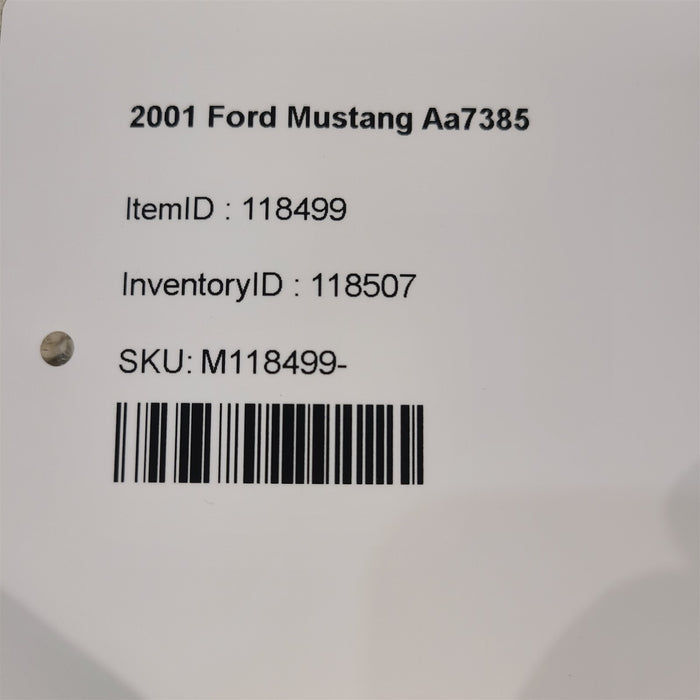 2001 Ford Mustang Aa7385
ItemID : 118499
InventoryID : 118507
SKU: M118499-